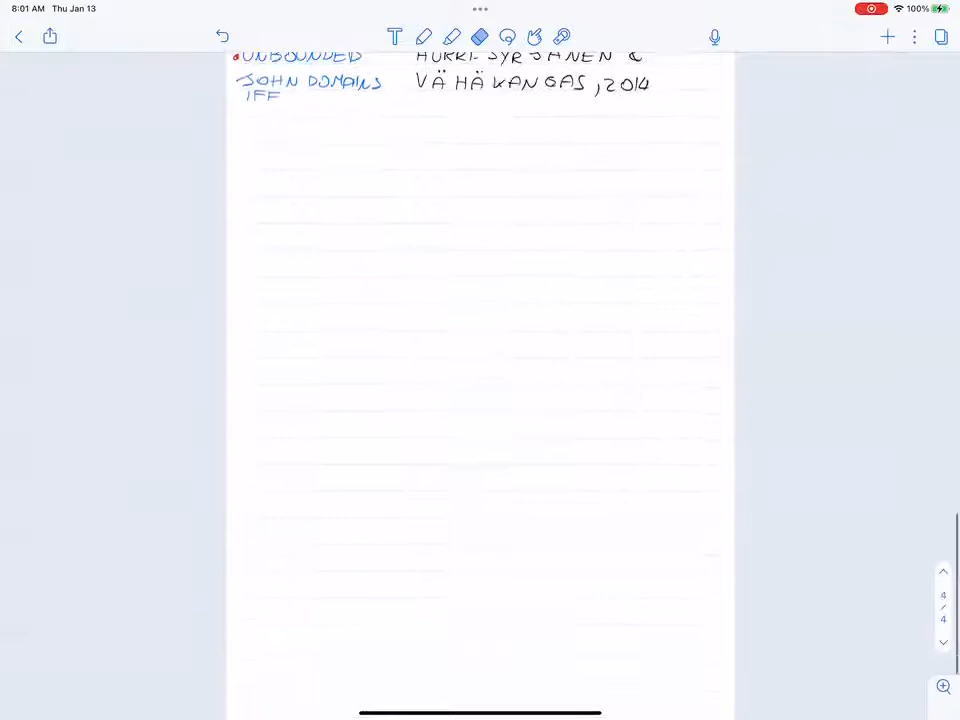 8:01 AM Thu Jan 13
100%
UNBOUNDED
JOHN DOMAINS
IFF
HURRI-SYRJÄNEN &
VÄHÄKANGAS, 2014
4
/
4